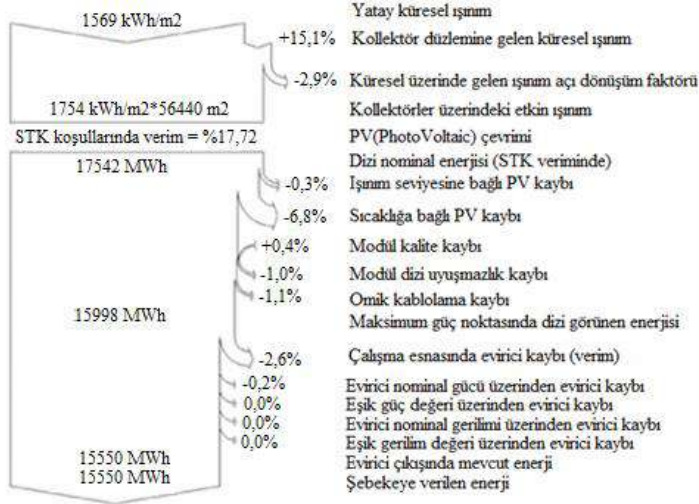 Yatay küresel ışınım
1569 kWh/m2
+15,1% Kollektör düzlemine gelen küresel ışınım
-2,9% Küresel üzerinde gelen ışınım açı dönüşüm faktörü
1754 kWh/m2*56440 m2 Kollektörler üzerindeki etkin ışınım
STK koşullarında verim = %17,72 PV(PhotoVoltaic) çevrimi
Dizi nominal enerjisi (STK veriminde)
17542 MWh
-0,3% Işınım seviyesine bağlı PV kaybı
-6,8% Sıcaklığa bağlı PV kaybı
+0,4% Modül kalite kaybı
-1,0% Modül dizi uyuşmazlık kaybı
-1,1% Omik kablolama kaybı
15998 MWh Maksimum güç noktasında dizi görünen enerjisi
-2,6% Çalışma esnasında evirici kaybı (verim)
-0,2% Evirici nominal gücü üzerinden evirici kaybı
0,0% Eşik güç değeri üzerinden evirici kaybı
0,0% Evirici nominal gerilimi üzerinden evirici kaybı
0,0% Eşik gerilim değeri üzerinden evirici kaybı
15550 MWh Evirici çıkışında mevcut enerji
15550 MWh Şebekeye verilen enerji